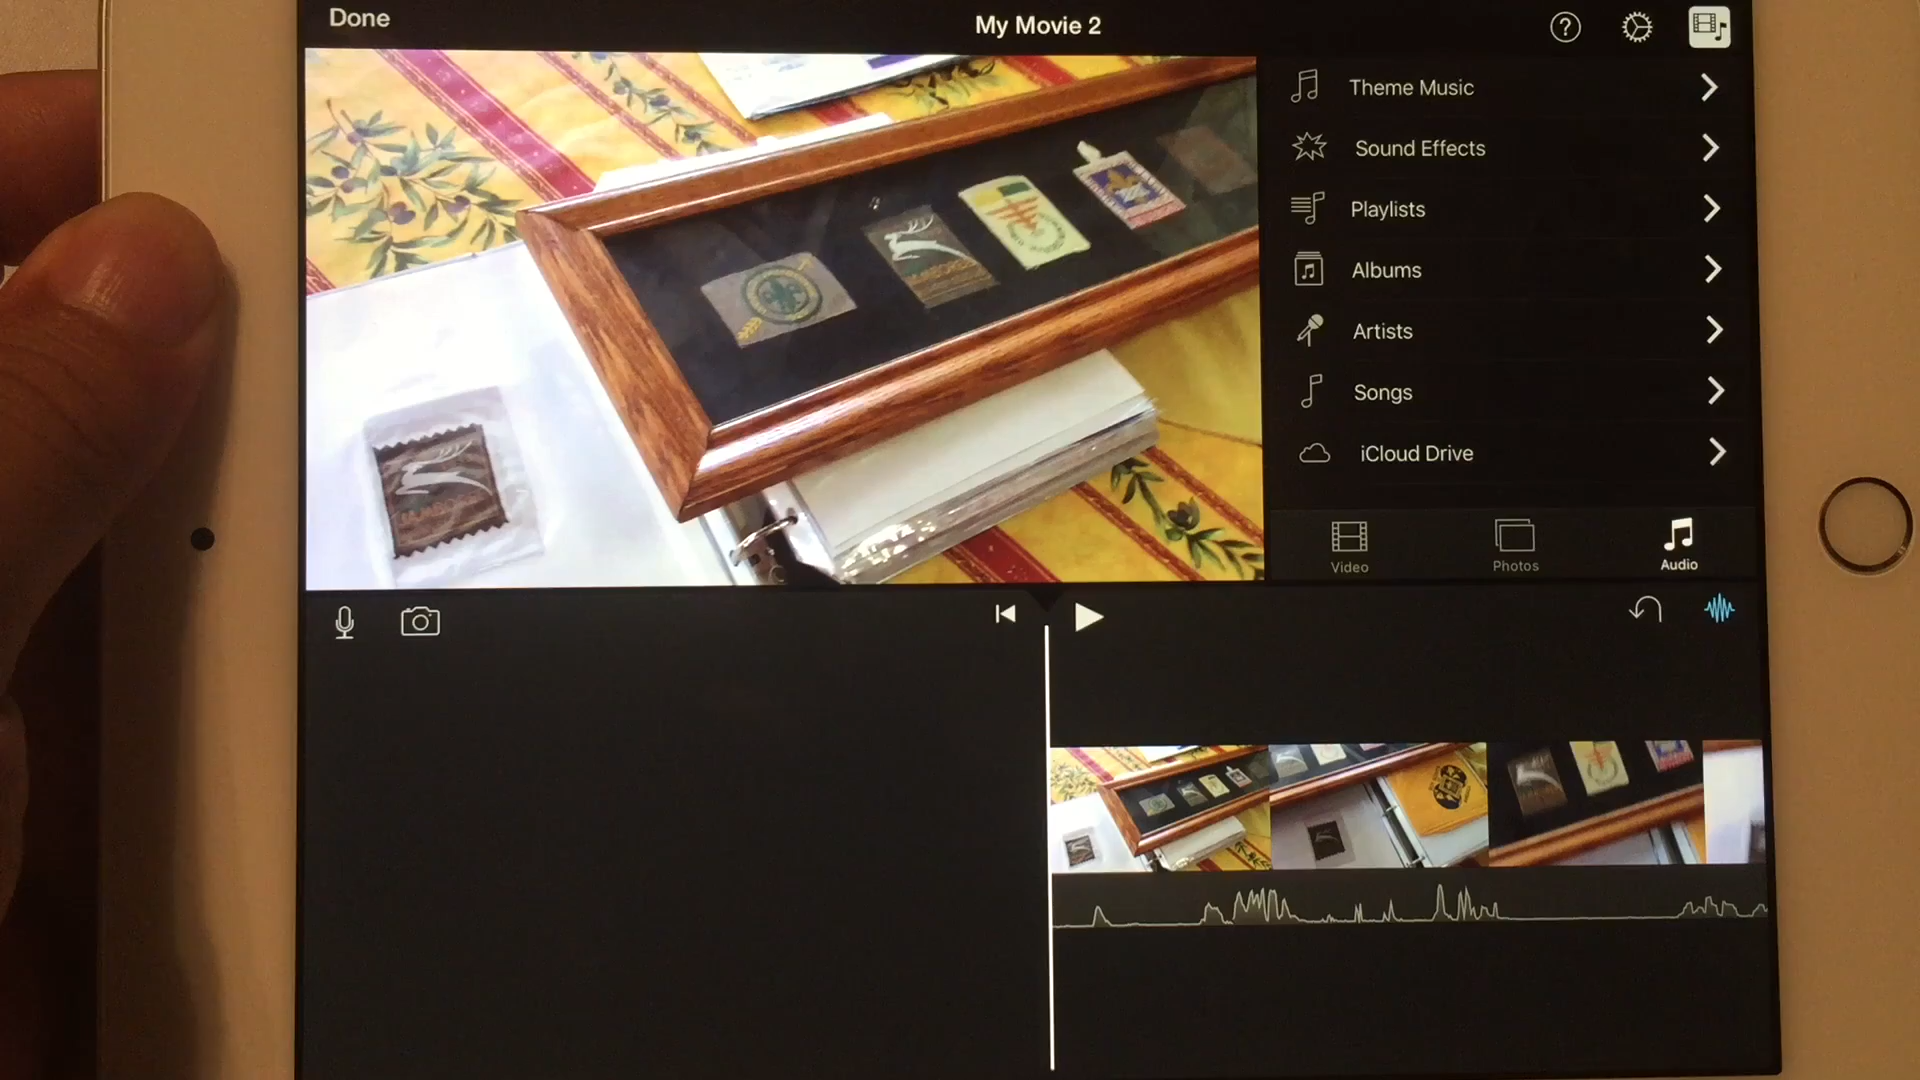 Done
My Movie 2
?
Theme Music
Sound Effects
Playlists
Albums
Artists
Songs
iCloud Drive
Video
Photos
Audio